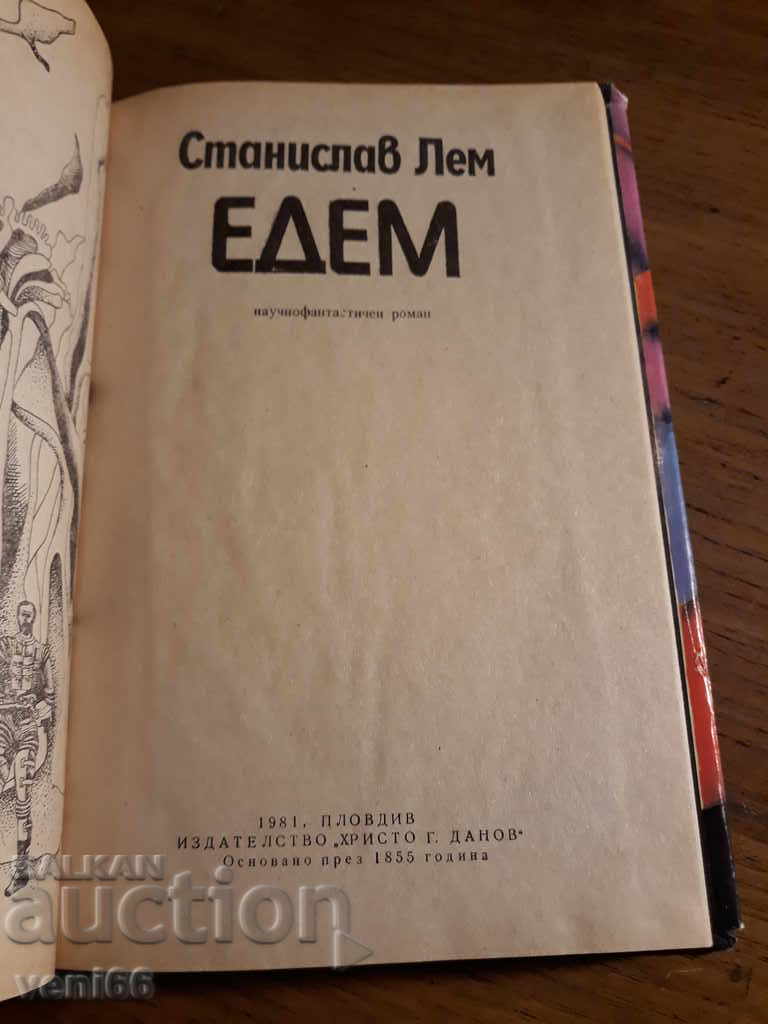 Станислав Лем
ЕДЕМ
научнофантастичен роман
1981, ПЛОВДИВ
ИЗДАТЕЛСТВО „ХРИСТО Г. ДАНОВ“
Основано през 1855 година
BALKAN
auction
veni66